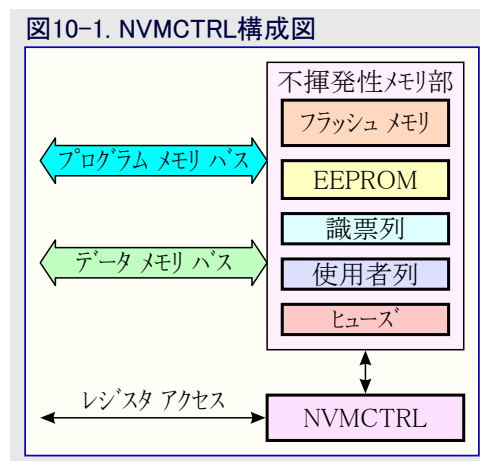 図10-1. NVMCTRL構成図
不揮発性メモリ部
フラッシュ メモリ
プログラム メモリ バス
EEPROM
識票列
データ メモリ バス
使用者列
ヒューズ
レジスタ アクセス
NVMCTRL